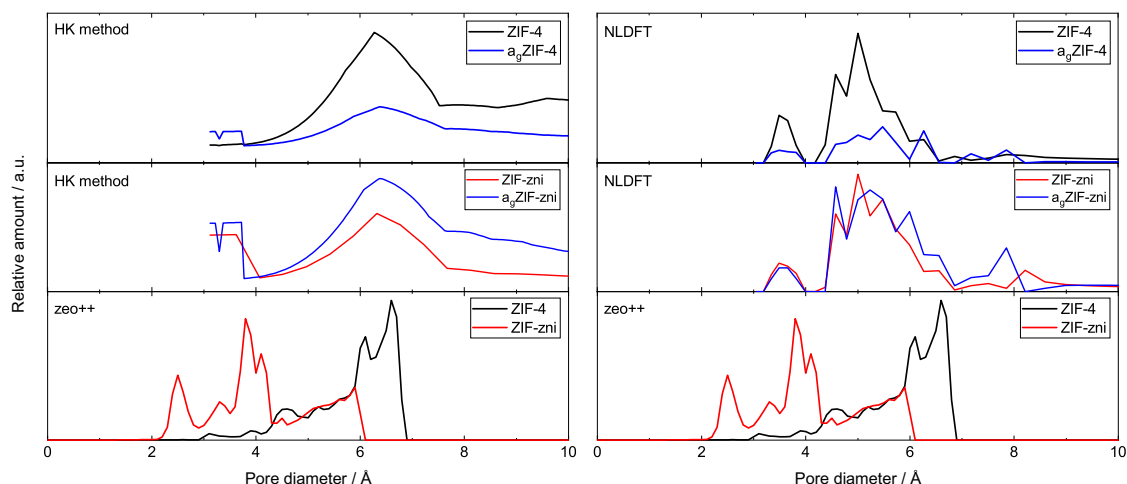 HK method
ZIF-4
agZIF-4
NLDFT
ZIF-4
agZIF-4
HK method
ZIF-zni
agZIF-zni
NLDFT
ZIF-zni
agZIF-zni
Relative amount / a.u.
zeo++
ZIF-4
ZIF-zni
zeo++
ZIF-4
ZIF-zni
0 2 4 6 8 10
0 2 4 6 8 10
Pore diameter / Å
Pore diameter / Å